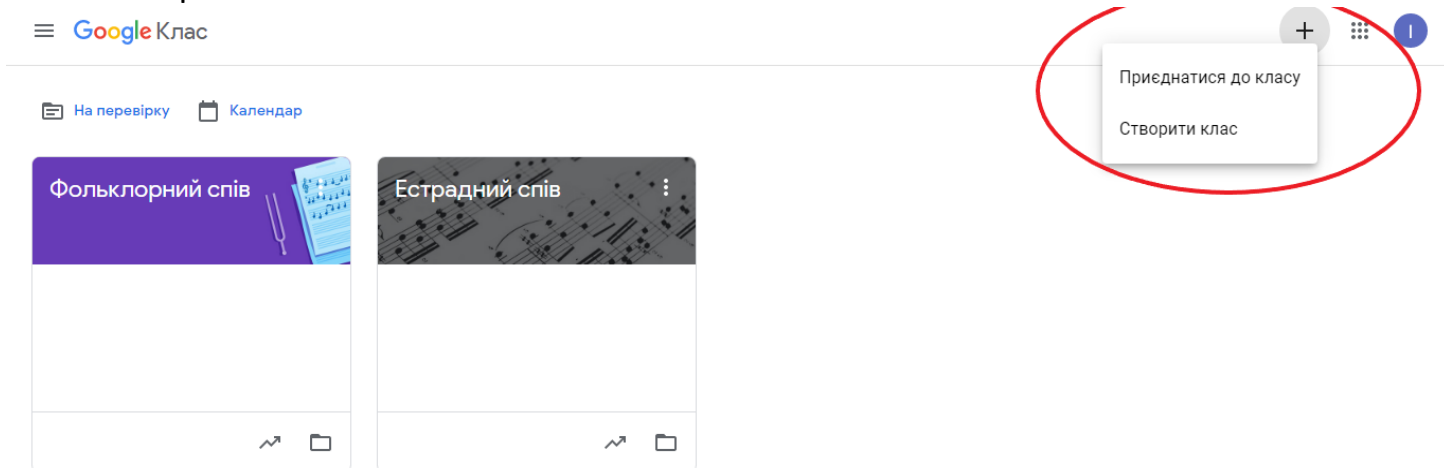 Google Клас
І
Приєднатися до класу
Створити клас
На перевірку
Календар
Фольклорний спів
Естрадний спів